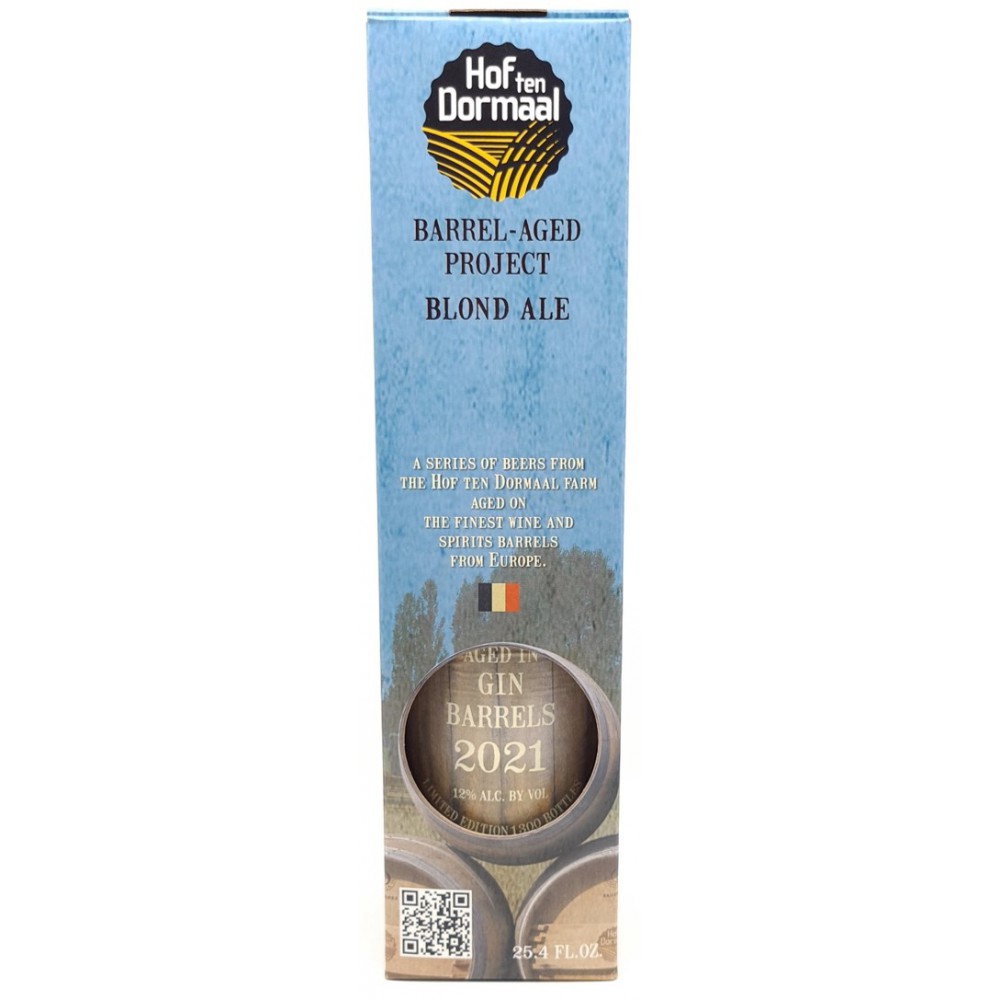 Hof ten
Dormaal
BARREL-AGED
PROJECT
BLOND ALE
A SERIES OF BEERS FROM
THE HOF TEN DORMAAL FARM
AGED ON
THE FINEST WINE AND
SPIRITS BARRELS
FROM EUROPE.
AGED IN
GIN
BARRELS
2021
12% ALC. BY VOL.
LIMITED EDITION 1300 BOTTLES
25.4 FL.OZ.